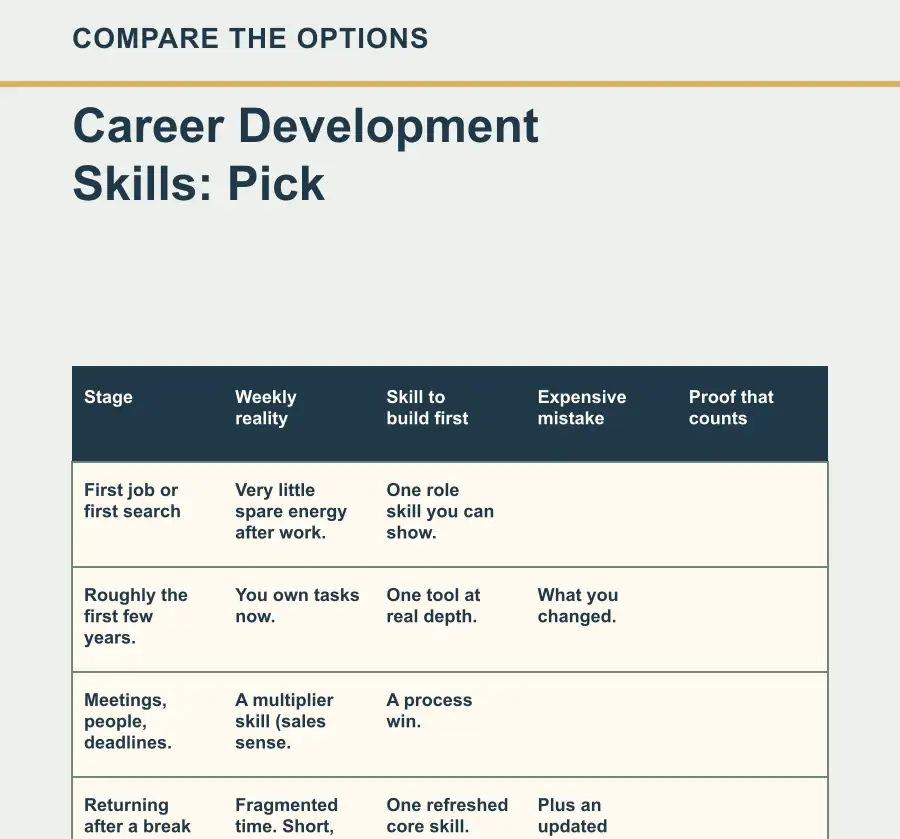 COMPARE THE OPTIONS
Career Development
Skills: Pick
Stage
Weekly
reality
Skill to
build first
Expensive
mistake
Proof that
counts
First job or
first search
Very little
spare energy
after work.
One role
skill you can
show.
Roughly the
first few
years.
You own tasks
now.
One tool at
real depth.
What you
changed.
Meetings,
people,
deadlines.
A multiplier
skill (sales
sense.
A process
win.
Returning
after a break
Fragmented
time. Short,
One refreshed
core skill.
Plus an
updated